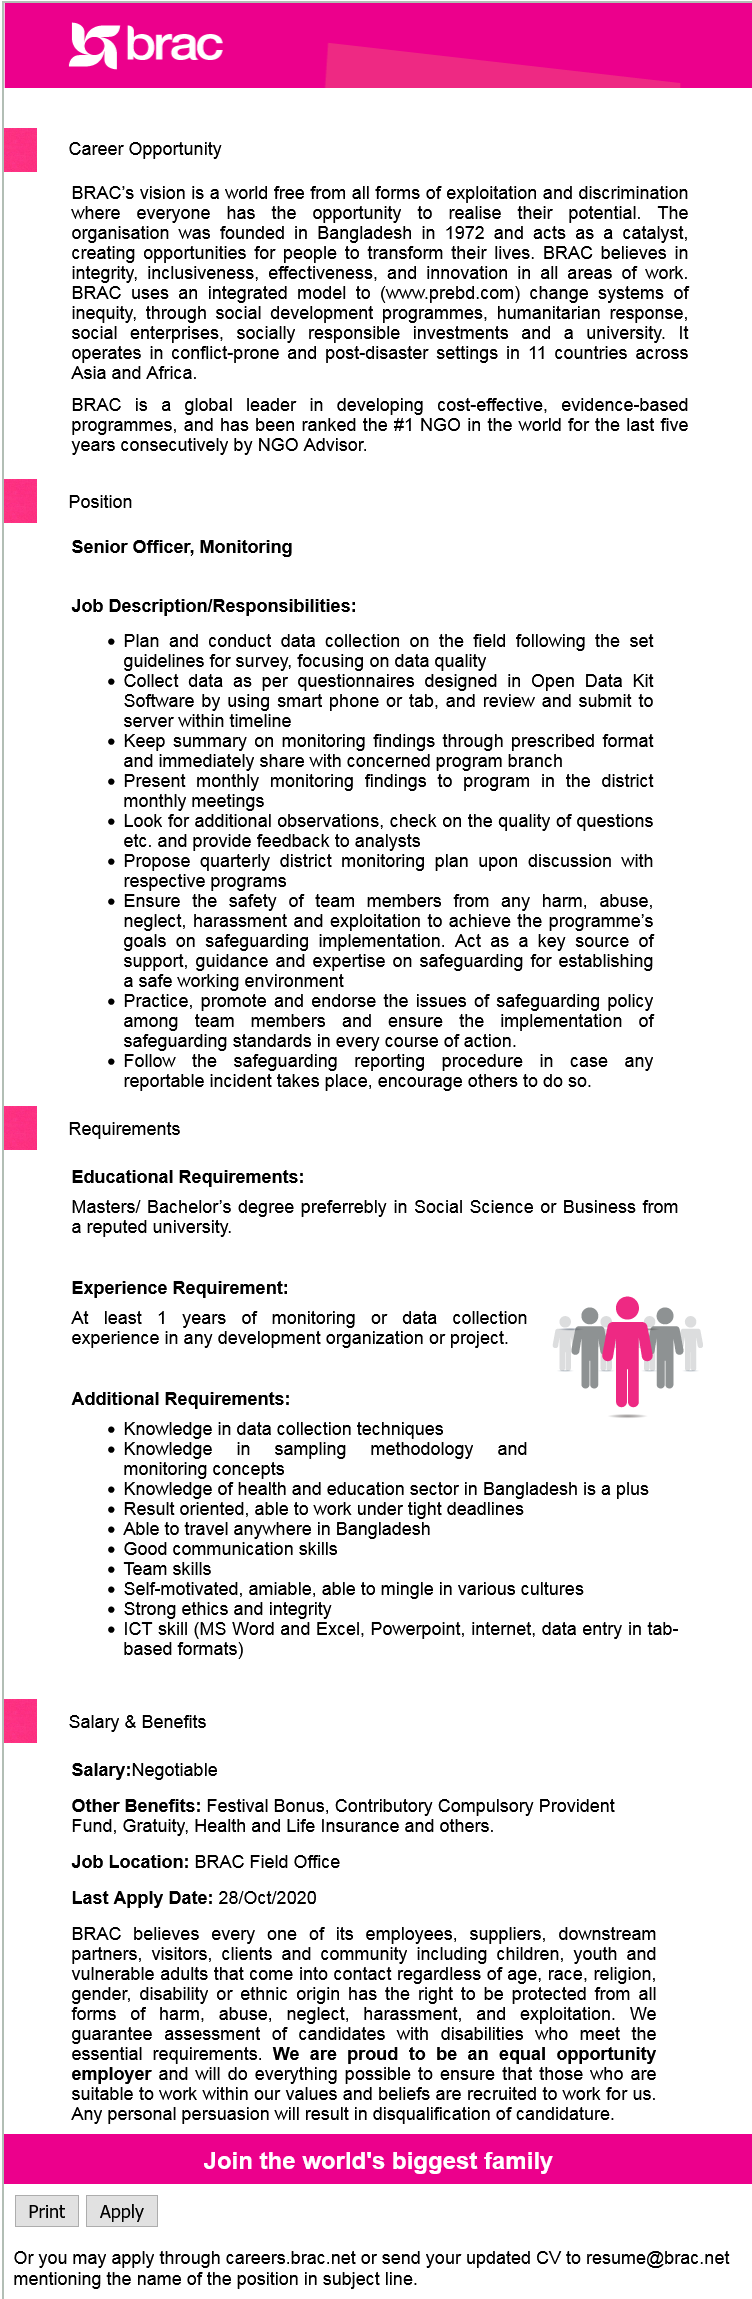 brac
Career Opportunity
BRAC’s vision is a world free from all forms of exploitation and discrimination
where everyone has the opportunity to realise their potential. The
organisation was founded in Bangladesh in 1972 and acts as a catalyst,
creating opportunities for people to transform their lives. BRAC believes in
integrity, inclusiveness, effectiveness, and innovation in all areas of work.
BRAC uses an integrated model to (www.prebd.com) change systems of
inequity, through social development programmes, humanitarian response,
social enterprises, socially responsible investments and a university. It
operates in conflict-prone and post-disaster settings in 11 countries across
Asia and Africa.
BRAC is a global leader in developing cost-effective, evidence-based
programmes, and has been ranked the #1 NGO in the world for the last five
years consecutively by NGO Advisor.
Position
Senior Officer, Monitoring
Job Description/Responsibilities:
• Plan and conduct data collection on the field following the set
guidelines for survey, focusing on data quality
• Collect data as per questionnaires designed in Open Data Kit
Software by using smart phone or tab, and review and submit to
server within timeline
• Keep summary on monitoring findings through prescribed format
and immediately share with concerned program branch
• Present monthly monitoring findings to program in the district
monthly meetings
• Look for additional observations, check on the quality of questions
etc. and provide feedback to analysts
• Propose quarterly district monitoring plan upon discussion with
respective programs
• Ensure the safety of team members from any harm, abuse,
neglect, harassment and exploitation to achieve the programme’s
goals on safeguarding implementation. Act as a key source of
support, guidance and expertise on safeguarding for establishing
a safe working environment
• Practice, promote and endorse the issues of safeguarding policy
among team members and ensure the implementation of
safeguarding standards in every course of action.
• Follow the safeguarding reporting procedure in case any
reportable incident takes place, encourage others to do so.
Requirements
Educational Requirements:
Masters/ Bachelor’s degree preferrebly in Social Science or Business from
a reputed university.
Experience Requirement:
At least 1 years of monitoring or data collection
experience in any development organization or project.
Additional Requirements:
• Knowledge in data collection techniques
• Knowledge in sampling methodology and
monitoring concepts
• Knowledge of health and education sector in Bangladesh is a plus
• Result oriented, able to work under tight deadlines
• Able to travel anywhere in Bangladesh
• Good communication skills
• Team skills
• Self-motivated, amiable, able to mingle in various cultures
• Strong ethics and integrity
• ICT skill (MS Word and Excel, Powerpoint, internet, data entry in tab-
based formats)
Salary & Benefits
Salary:Negotiable
Other Benefits: Festival Bonus, Contributory Compulsory Provident
Fund, Gratuity, Health and Life Insurance and others.
Job Location: BRAC Field Office
Last Apply Date: 28/Oct/2020
BRAC believes every one of its employees, suppliers, downstream
partners, visitors, clients and community including children, youth and
vulnerable adults that come into contact regardless of age, race, religion,
gender, disability or ethnic origin has the right to be protected from all
forms of harm, abuse, neglect, harassment, and exploitation. We
guarantee assessment of candidates with disabilities who meet the
essential requirements. We are proud to be an equal opportunity
employer and will do everything possible to ensure that those who are
suitable to work within our values and beliefs are recruited to work for us.
Any personal persuasion will result in disqualification of candidature.
Join the world's biggest family
Print Apply
Or you may apply through careers.brac.net or send your updated CV to resume@brac.net
mentioning the name of the position in subject line.